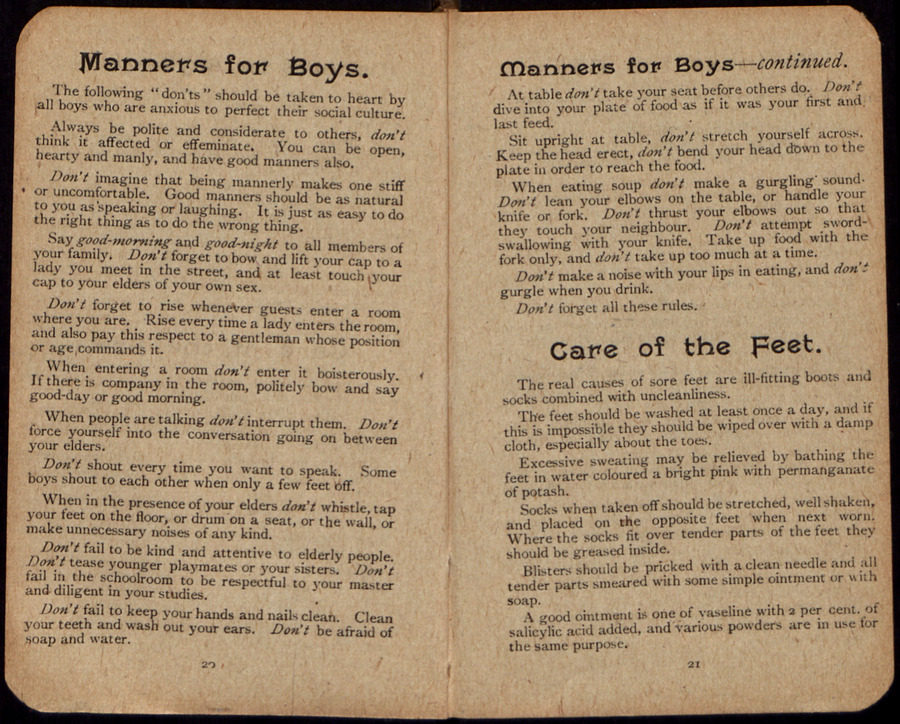 Manners for Boys.
The following "don'ts" should be taken to heart by
all boys who are anxious to perfect their social culture.
Always be polite and considerate to others, don't
think it affected or effeminate. You can be open,
hearty and manly, and have good manners also.
Don't imagine that being mannerly makes one stiff
or uncomfortable. Good manners should be as natural
to you as speaking or laughing. It is just as easy to do
the right thing as to do the wrong thing.
Say good-morning and good-night to all members of
your family. Don't forget to bow and lift your cap to a
lady you meet in the street, and at least touch your
cap to your elders of your own sex.
Don't forget to rise whenever guests enter a room
where you are. Rise every time a lady enters the room,
and also pay this respect to a gentleman whose position
or age commands it.
When entering a room don't enter it boisterously.
If there is company in the room, politely bow and say
good-day or good morning.
When people are talking don't interrupt them. Don't
force yourself into the conversation going on between
your elders.
Don't shout every time you want to speak. Some
boys shout to each other when only a few feet off.
When in the presence of your elders don't whistle, tap
your feet on the floor, or drum on a seat, or the wall, or
make unnecessary noises of any kind.
Don't fail to be kind and attentive to elderly people.
Don't tease younger playmates or your sisters. Don't
fail in the schoolroom to be respectful to your master
and diligent in your studies.
Don't fail to keep your hands and nails clean. Clean
your teeth and wash out your ears. Don't be afraid of
soap and water.
20
Manners for Boys—continued.
At table don't take your seat before others do. Don't
dive into your plate of food as if it was your first and
last feed.
Sit upright at table, don't stretch yourself across.
Keep the head erect, don't bend your head down to the
plate in order to reach the food.
When eating soup don't make a gurgling sound.
Don't lean your elbows on the table, or handle your
knife or fork. Don't thrust your elbows out so that
they touch your neighbour. Don't attempt sword-
swallowing with your knife. Take up food with the
fork only, and don't take up too much at a time.
Don't make a noise with your lips in eating, and don't
gurgle when you drink.
Don't forget all these rules.
Care of the Feet.
The real causes of sore feet are ill-fitting boots and
socks combined with uncleanliness.
The feet should be washed at least once a day, and if
this is impossible they should be wiped over with a damp
cloth, especially about the toes.
Excessive sweating may be relieved by bathing the
feet in water coloured a bright pink with permanganate
of potash.
Socks when taken off should be stretched, well shaken,
and placed on the opposite feet when next worn.
Where the socks fit over tender parts of the feet they
should be greased inside.
Blisters should be pricked with a clean needle and all
tender parts smeared with some simple ointment or with
soap.
A good ointment is one of vaseline with 2 per cent. of
salicylic acid added, and various powders are in use for
the same purpose.
21